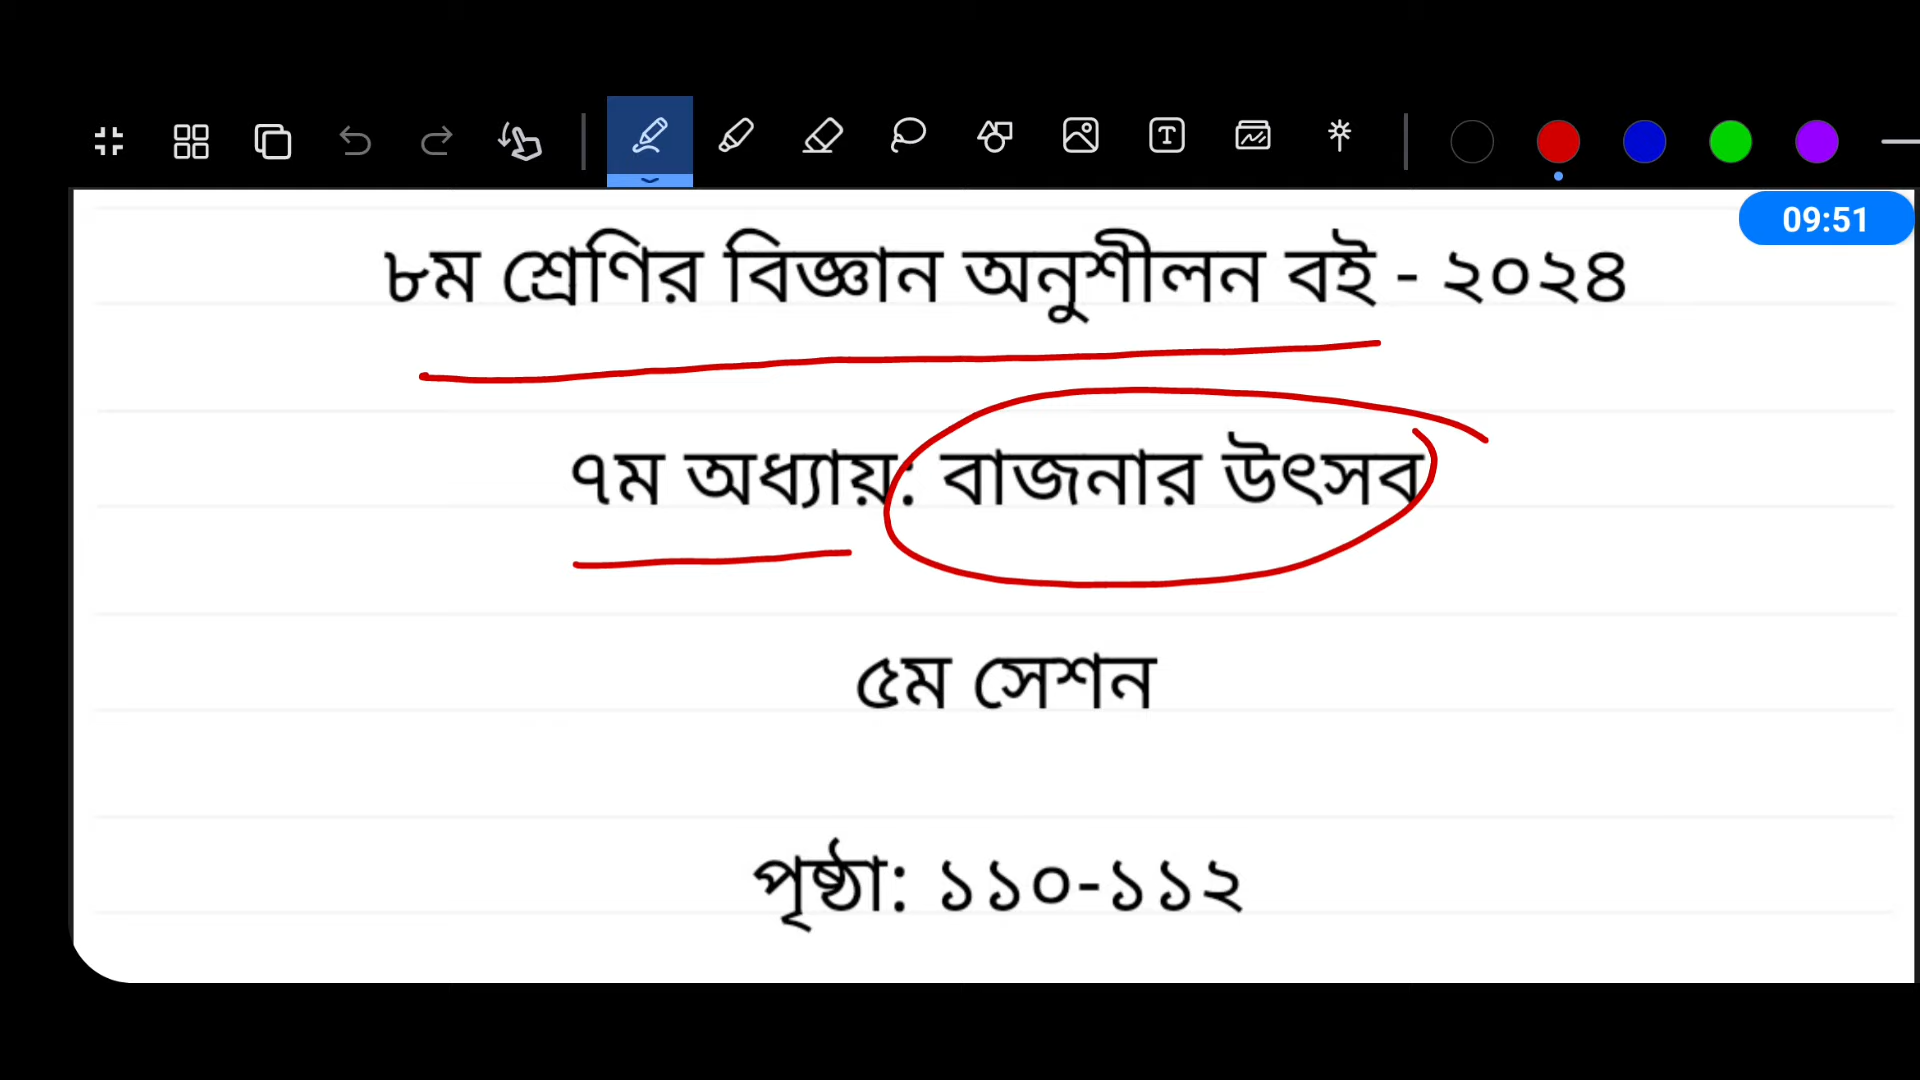 09:51
৮ম শ্রেণির বিজ্ঞান অনুশীলন বই - ২০২৪
৭ম অধ্যায়: বাজনার উৎসব
৫ম সেশন
পৃষ্ঠা: ১১০-১১২